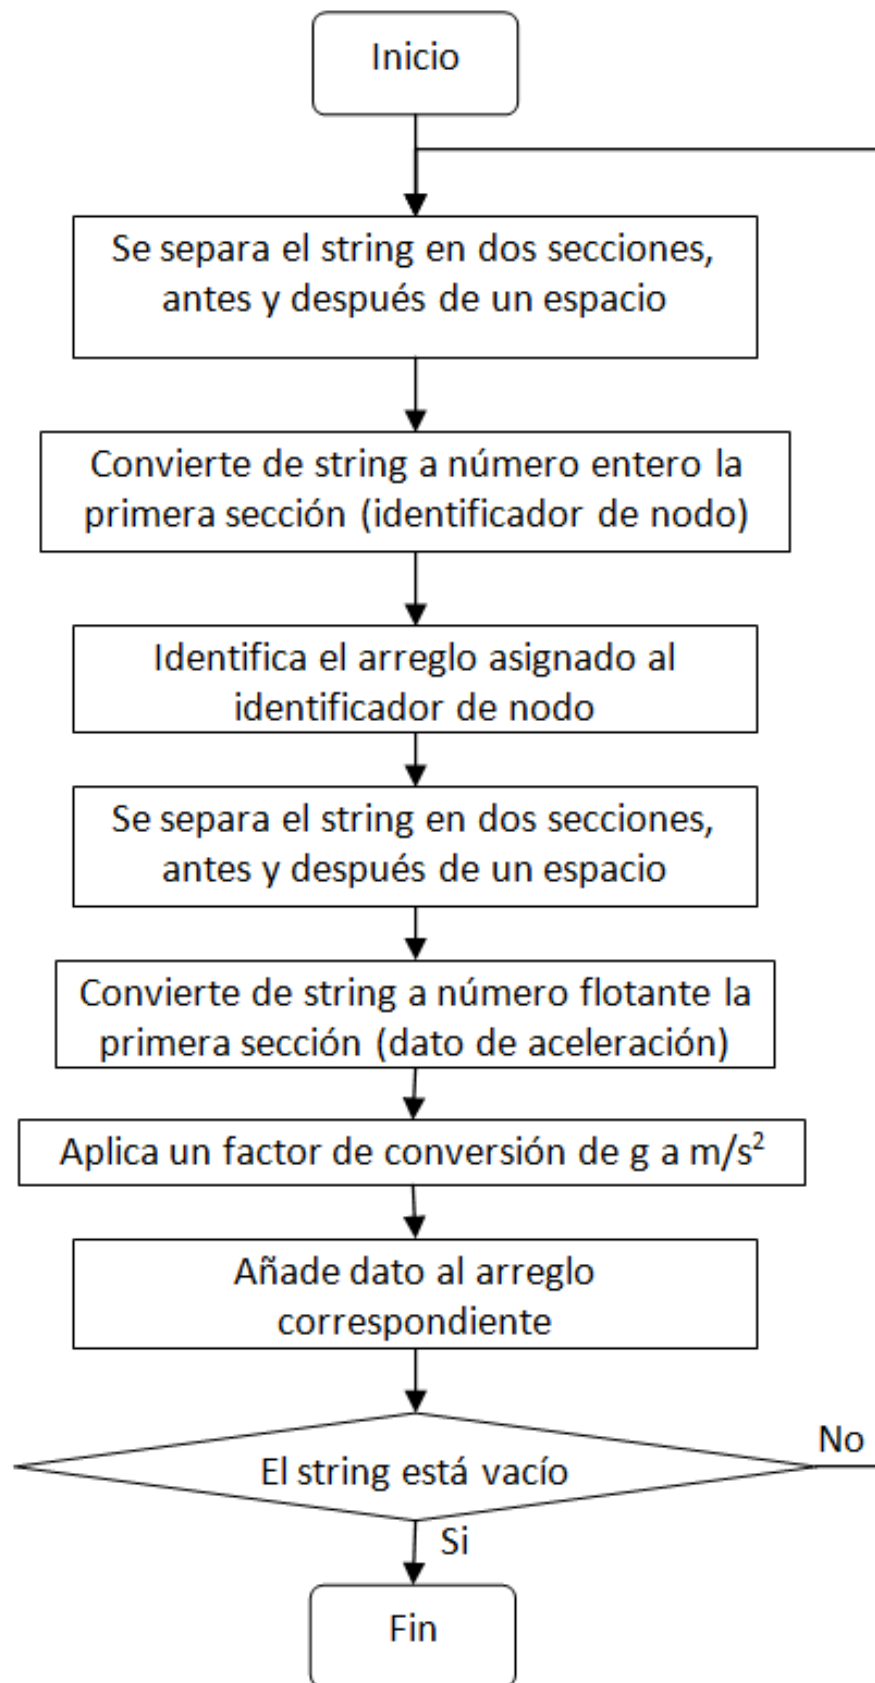 Inicio
Se separa el string en dos secciones,
antes y después de un espacio
Convierte de string a número entero la
primera sección (identificador de nodo)
Identifica el arreglo asignado al
identificador de nodo
Se separa el string en dos secciones,
antes y después de un espacio
Convierte de string a número flotante la
primera sección (dato de aceleración)
Aplica un factor de conversión de g a m/s²
Añade dato al arreglo
correspondiente
No
El string está vacío
Si
Fin